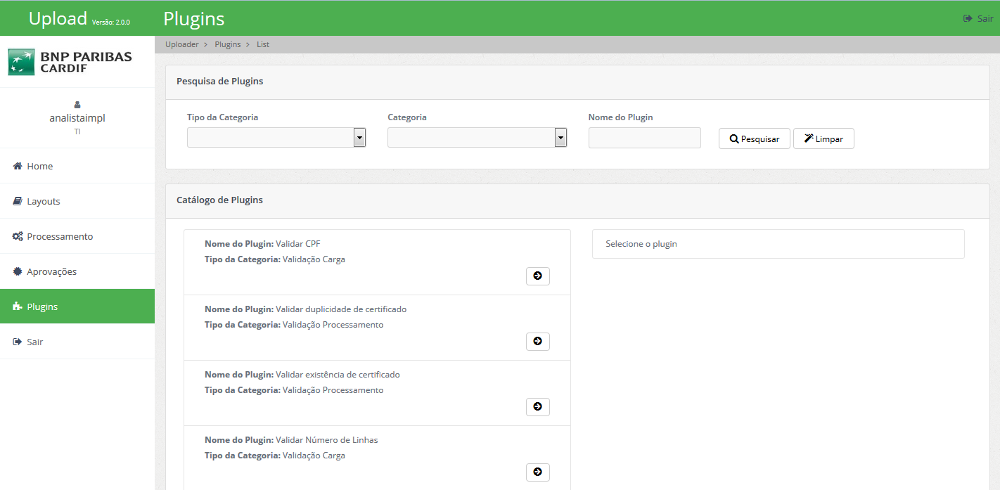 Upload Versão: 2.0.0
Plugins
Sair
Uploader > Plugins > List
BNP PARIBAS
CARDIF
analistaimpl
TI
Home
Layouts
Processamento
Aprovações
Plugins
Sair
Pesquisa de Plugins
Tipo da Categoria
Categoria
Nome do Plugin
Pesquisar
Limpar
Catálogo de Plugins
Nome do Plugin: Validar CPF
Tipo da Categoria: Validação Carga
Nome do Plugin: Validar duplicidade de certificado
Tipo da Categoria: Validação Processamento
Nome do Plugin: Validar existência de certificado
Tipo da Categoria: Validação Processamento
Nome do Plugin: Validar Número de Linhas
Tipo da Categoria: Validação Carga
Selecione o plugin